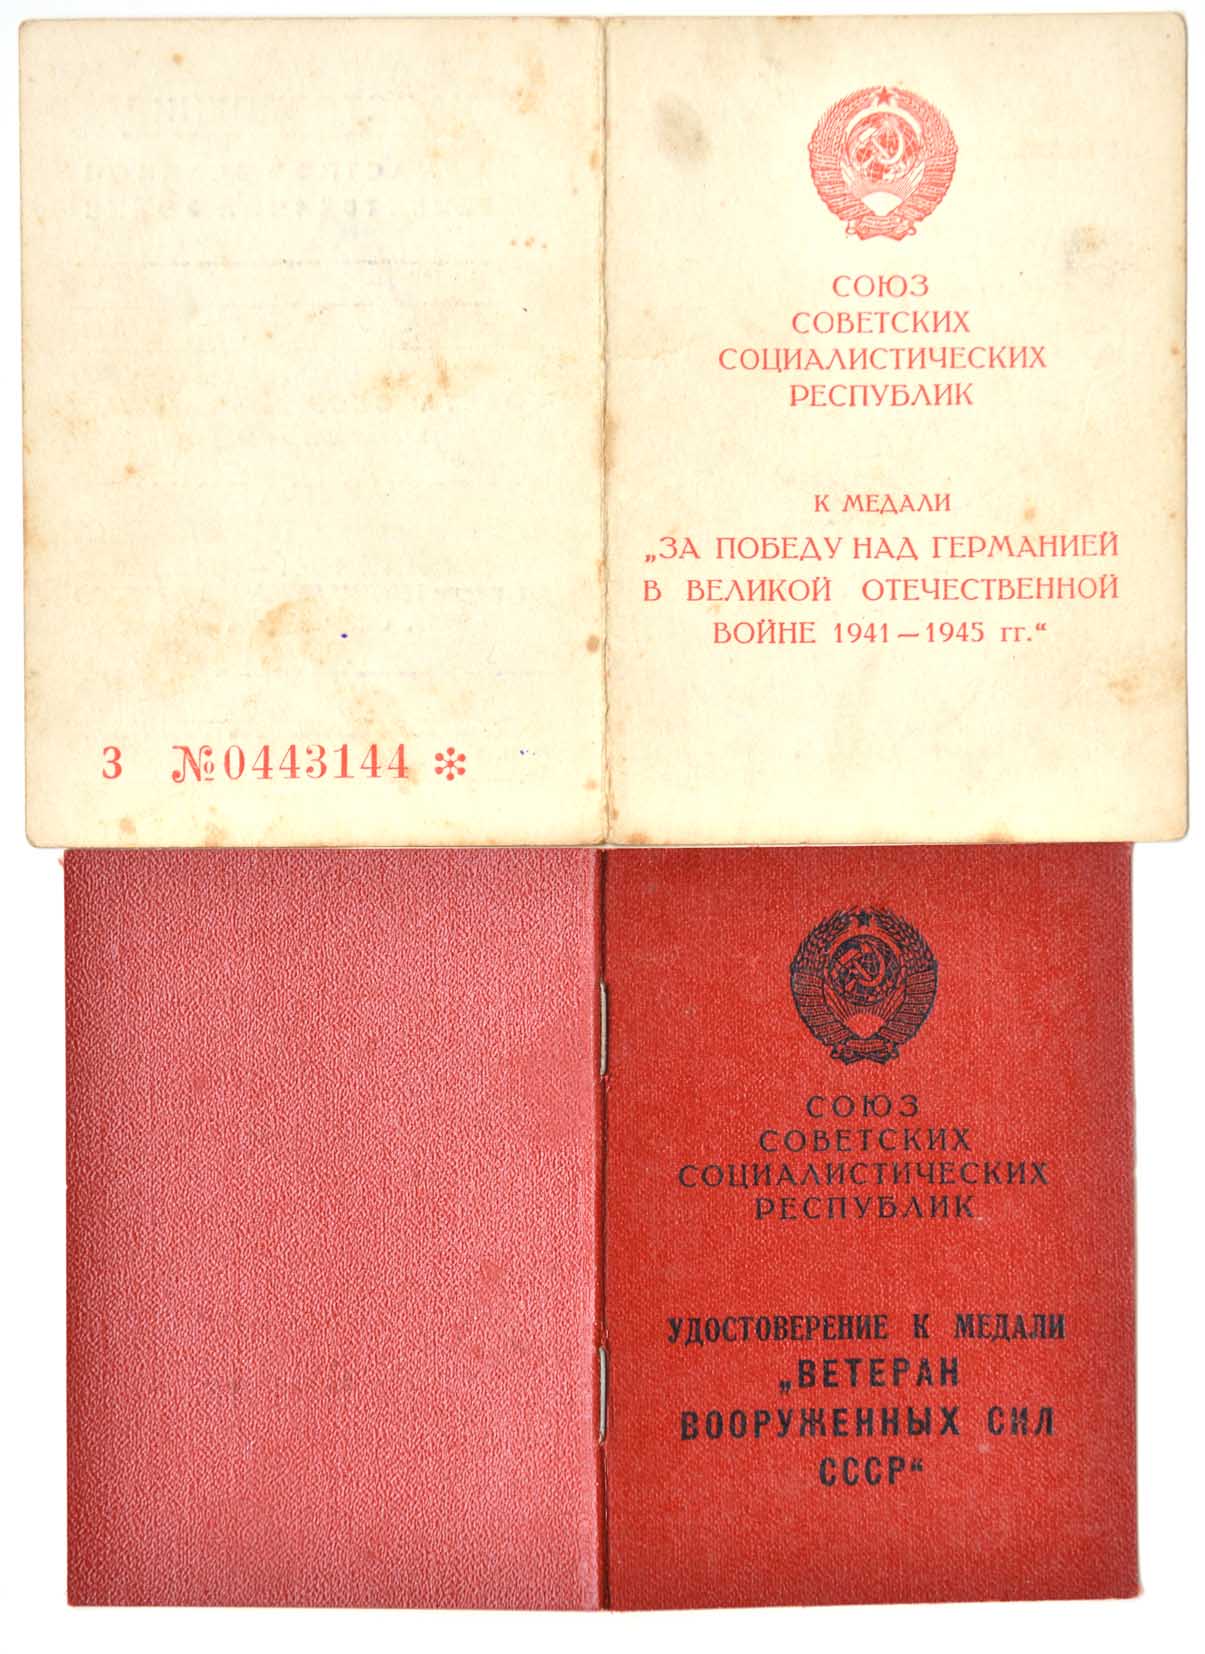 СОЮЗ
СОВЕТСКИХ
СОЦИАЛИСТИЧЕСКИХ
РЕСПУБЛИК
К МЕДАЛИ
„ЗА ПОБЕДУ НАД ГЕРМАНИЕЙ
В ВЕЛИКОЙ ОТЕЧЕСТВЕННОЙ
ВОЙНЕ 1941—1945 гг.“
З №0443144 *
СОЮЗ
СОВЕТСКИХ
СОЦИАЛИСТИЧЕСКИХ
РЕСПУБЛИК
УДОСТОВЕРЕНИЕ К МЕДАЛИ
„ВЕТЕРАН
ВООРУЖЕННЫХ СИЛ
СССР“